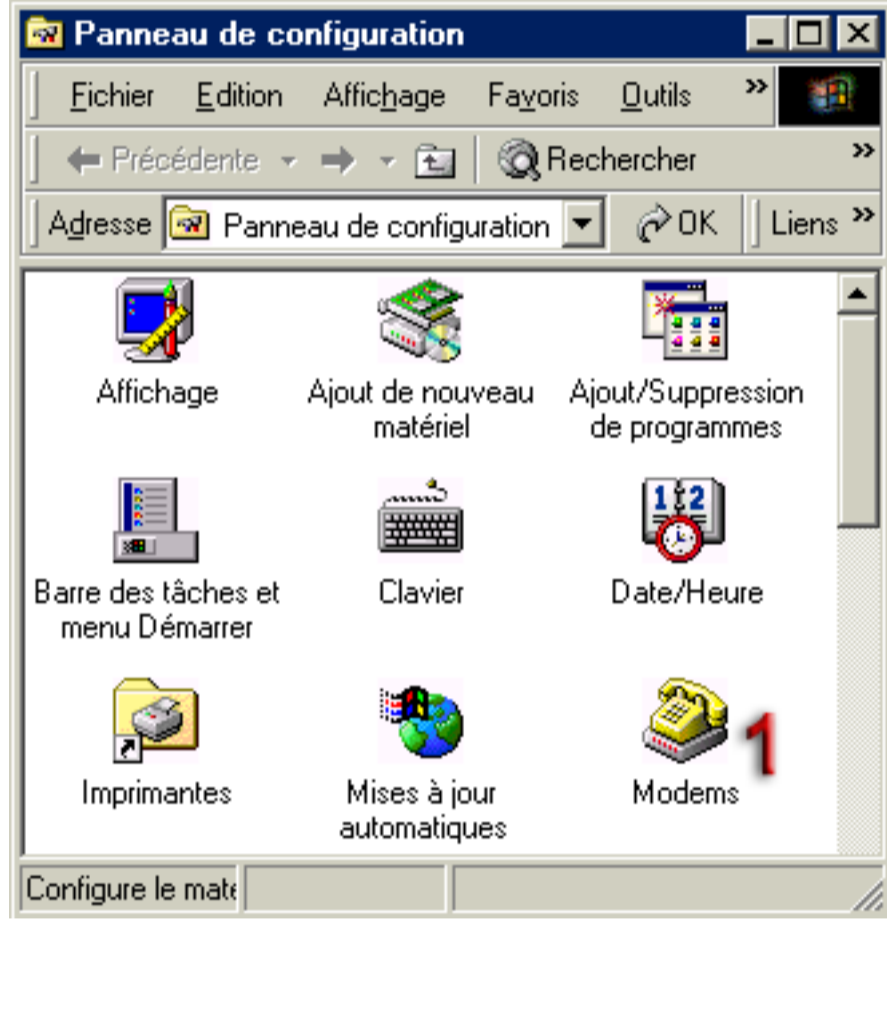 Panneau de configuration
Fichier Edition Affichage Favoris Outils »
Précédente Rechercher »
Adresse Panneau de configuration OK Liens »
Affichage
Ajout de nouveau
matériel
Ajout/Suppression
de programmes
1 2
Barre des tâches et
menu Démarrer
Clavier
Date/Heure
Imprimantes
Mises à jour
automatiques
Modems
1
Configure le maté